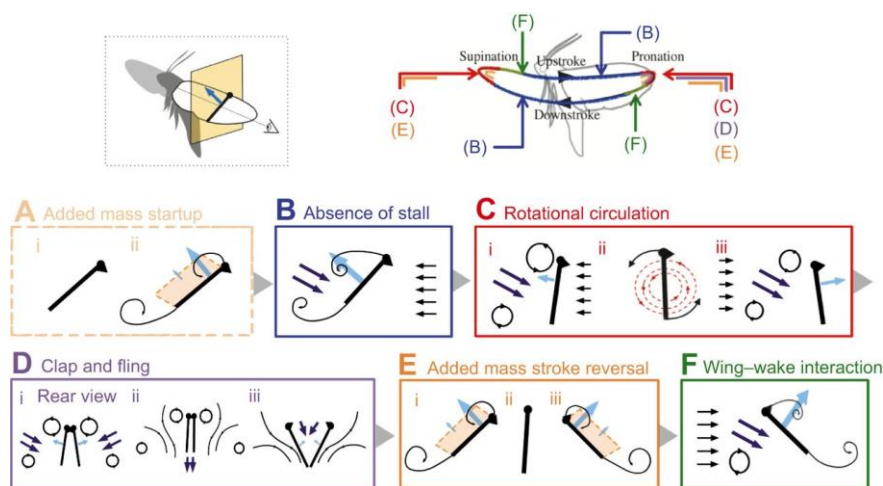 (F)
(B)
Supination
Upstroke
Pronation
(C)
(E)
Downstroke
(C)
(D)
(E)
(B)
(F)
A Added mass startup
i
ii
B Absence of stall
C Rotational circulation
i
ii
iii
D Clap and fling
i Rear view
ii
iii
E Added mass stroke reversal
i
ii
iii
F Wing–wake interaction